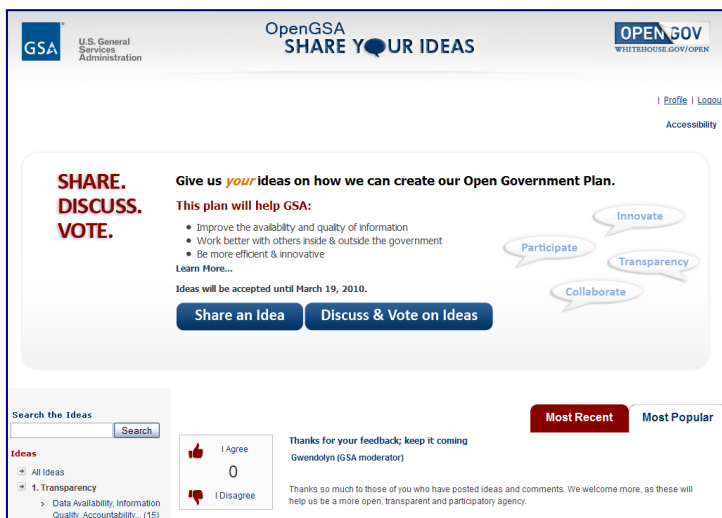 GSA
U.S. General
Services
Administration
OpenGSA
SHARE YOUR IDEAS
OPEN GOV
WHITEHOUSE.GOV/OPEN
| Profile | Logou
Accessibility
SHARE.
DISCUSS.
VOTE.
Give us your ideas on how we can create our Open Government Plan.
This plan will help GSA:
Improve the availability and quality of information
Work better with others inside & outside the government
Be more efficient & innovative
Learn More...
Ideas will be accepted until March 19, 2010.
Share an Idea
Discuss & Vote on Ideas
Innovate
Participate
Transparency
Collaborate
Search the Ideas
Search
Ideas
All Ideas
1. Transparency
Data Availability, Information
Quality, Accountability... (15)
Most Recent
Most Popular
I Agree
0
I Disagree
Thanks for your feedback; keep it coming
Gwendolyn (GSA moderator)
Thanks so much to those of you who have posted ideas and comments. We welcome more, as these will
help us be a more open, transparent and participatory agency.